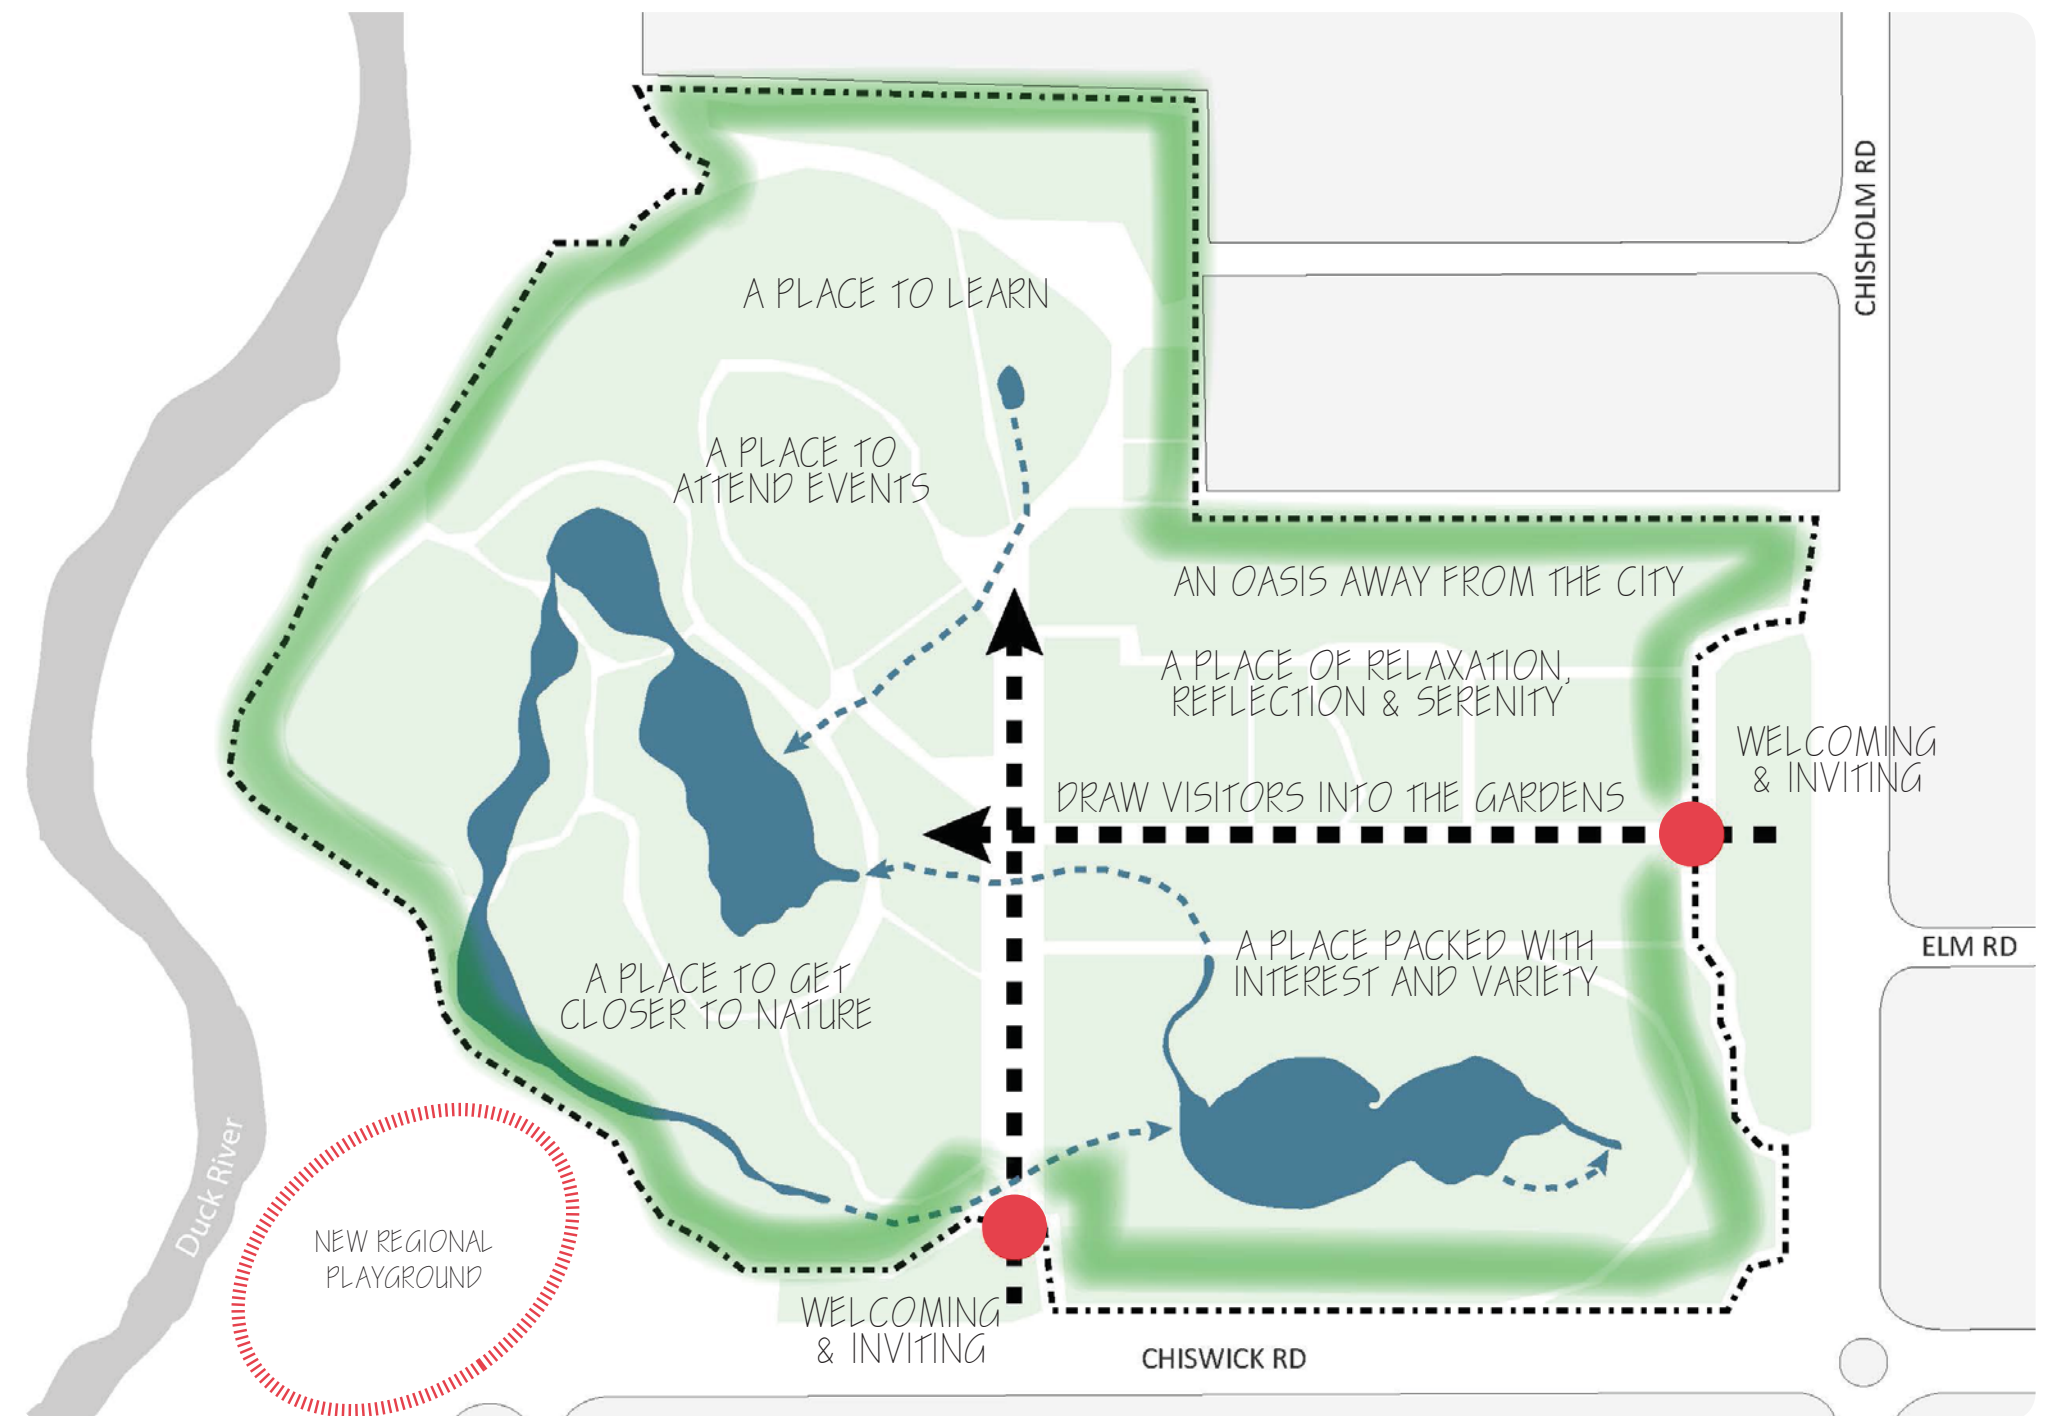 CHISHOLM RD
A PLACE TO LEARN
A PLACE TO
ATTEND EVENTS
AN OASIS AWAY FROM THE CITY
A PLACE OF RELAXATION,
REFLECTION & SERENITY
WELCOMING
& INVITING
DRAW VISITORS INTO THE GARDENS
A PLACE PACKED WITH
INTEREST AND VARIETY
ELM RD
A PLACE TO GET
CLOSER TO NATURE
Duck River
NEW REGIONAL
PLAYGROUND
WELCOMING
& INVITING
CHISWICK RD